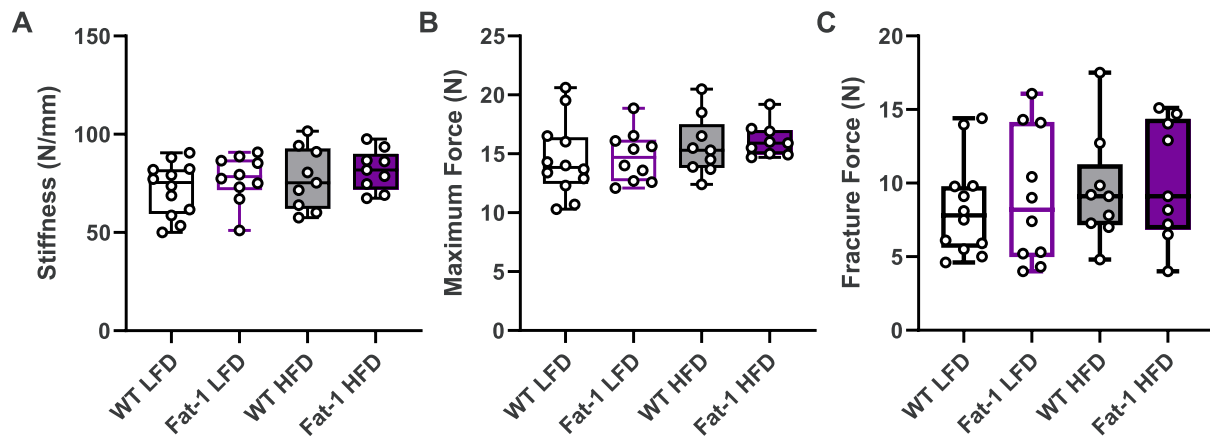 A
Stiffness (N/mm)
150
100
50
0
WT LFD
Fat-1 LFD
WT HFD
Fat-1 HFD
B
Maximum Force (N)
25
20
15
10
5
0
WT LFD
Fat-1 LFD
WT HFD
Fat-1 HFD
C
Fracture Force (N)
20
15
10
5
0
WT LFD
Fat-1 LFD
WT HFD
Fat-1 HFD